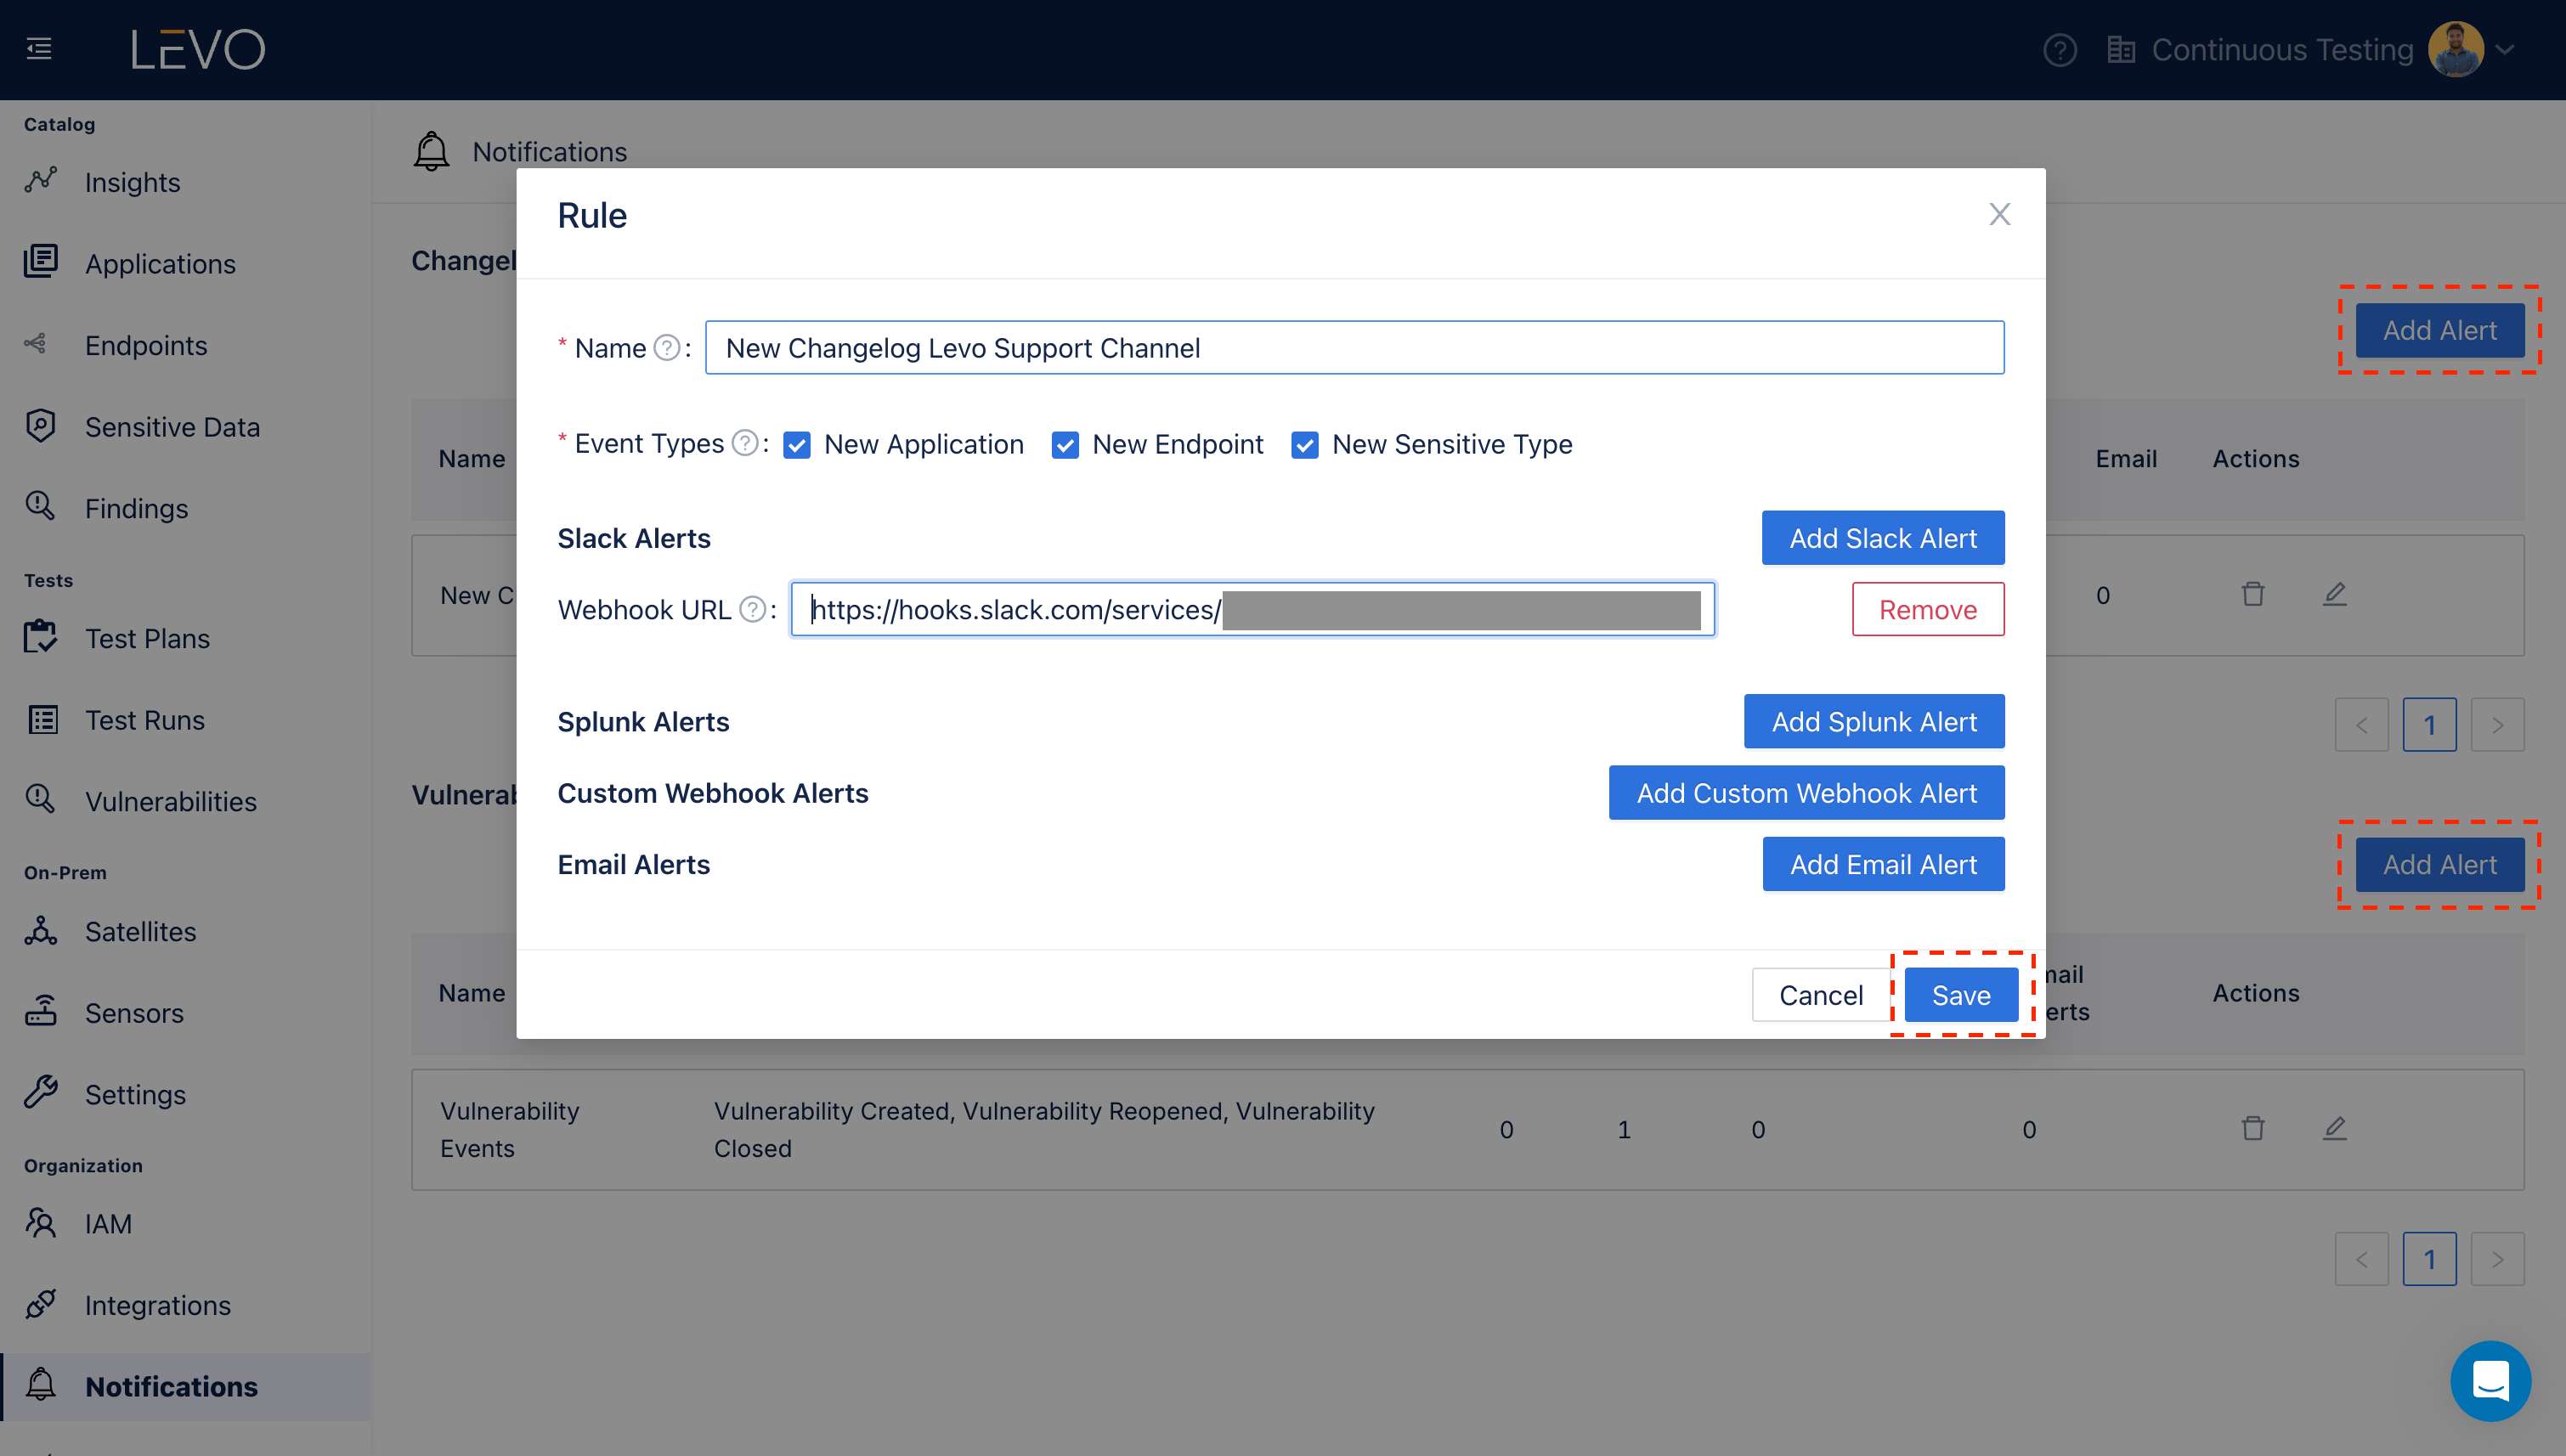 LEVO
Continuous Testing
Catalog
Insights
Applications
Endpoints
Sensitive Data
Findings
Tests
Test Plans
Test Runs
Vulnerabilities
On-Prem
Satellites
Sensors
Settings
Organization
IAM
Integrations
Notifications
Notifications
Changel
Add Alert
Name
Email
Actions
New C
0
1
Rule
* Name :
New Changelog Levo Support Channel
* Event Types : New Application New Endpoint New Sensitive Type
Slack Alerts
Add Slack Alert
Webhook URL : https://hooks.slack.com/services/
Remove
Splunk Alerts
Add Splunk Alert
Custom Webhook Alerts
Add Custom Webhook Alert
Email Alerts
Add Email Alert
Cancel
Save
Vulnerab
Add Alert
Name
mail
erts
Actions
Vulnerability
Events
Vulnerability Created, Vulnerability Reopened, Vulnerability
Closed
0
1
0
0
1